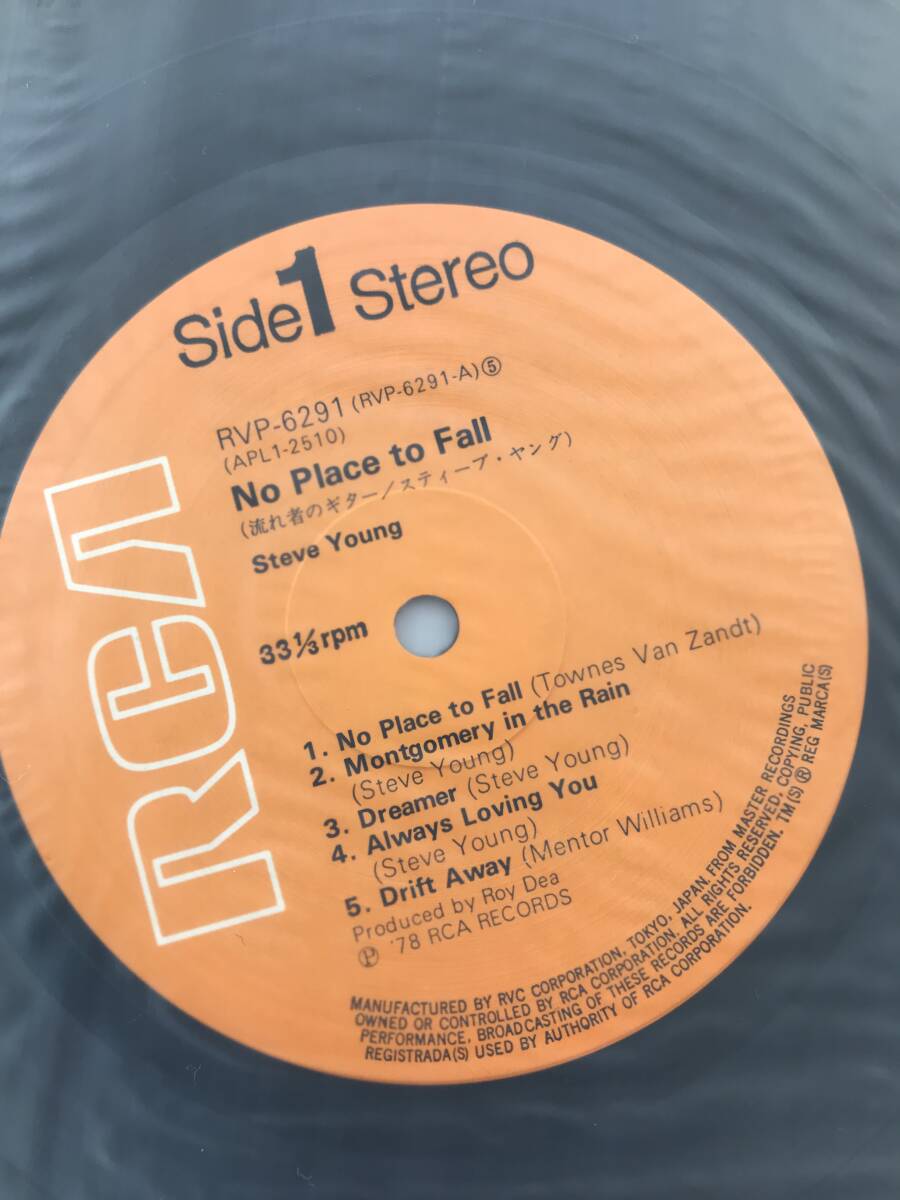 Side 1 Stereo
RVP-6291 (RVP-6291-A) ⑤
(APL1-2510)
No Place to Fall
(流れ者のギター/スティーブ・ヤング)
Steve Young
33 1/3 rpm
RCA
1. No Place to Fall (Townes Van Zandt)
2. Montgomery in the Rain
(Steve Young)
3. Dreamer (Steve Young)
4. Always Loving You
(Steve Young)
5. Drift Away (Mentor Williams)
Produced by Roy Dea
Ⓟ '78 RCA RECORDS
MANUFACTURED BY RVC CORPORATION, TOKYO, JAPAN. FROM MASTER RECORDINGS
OWNED OR CONTROLLED BY RCA CORPORATION. ALL RIGHTS RESERVED, COPYING, PUBLIC
PERFORMANCE, BROADCASTING OF THESE RECORDS ARE FORBIDDEN. TM(S) ® REG MARCA(S)
REGISTRADA(S) USED BY AUTHORITY OF RCA CORPORATION.